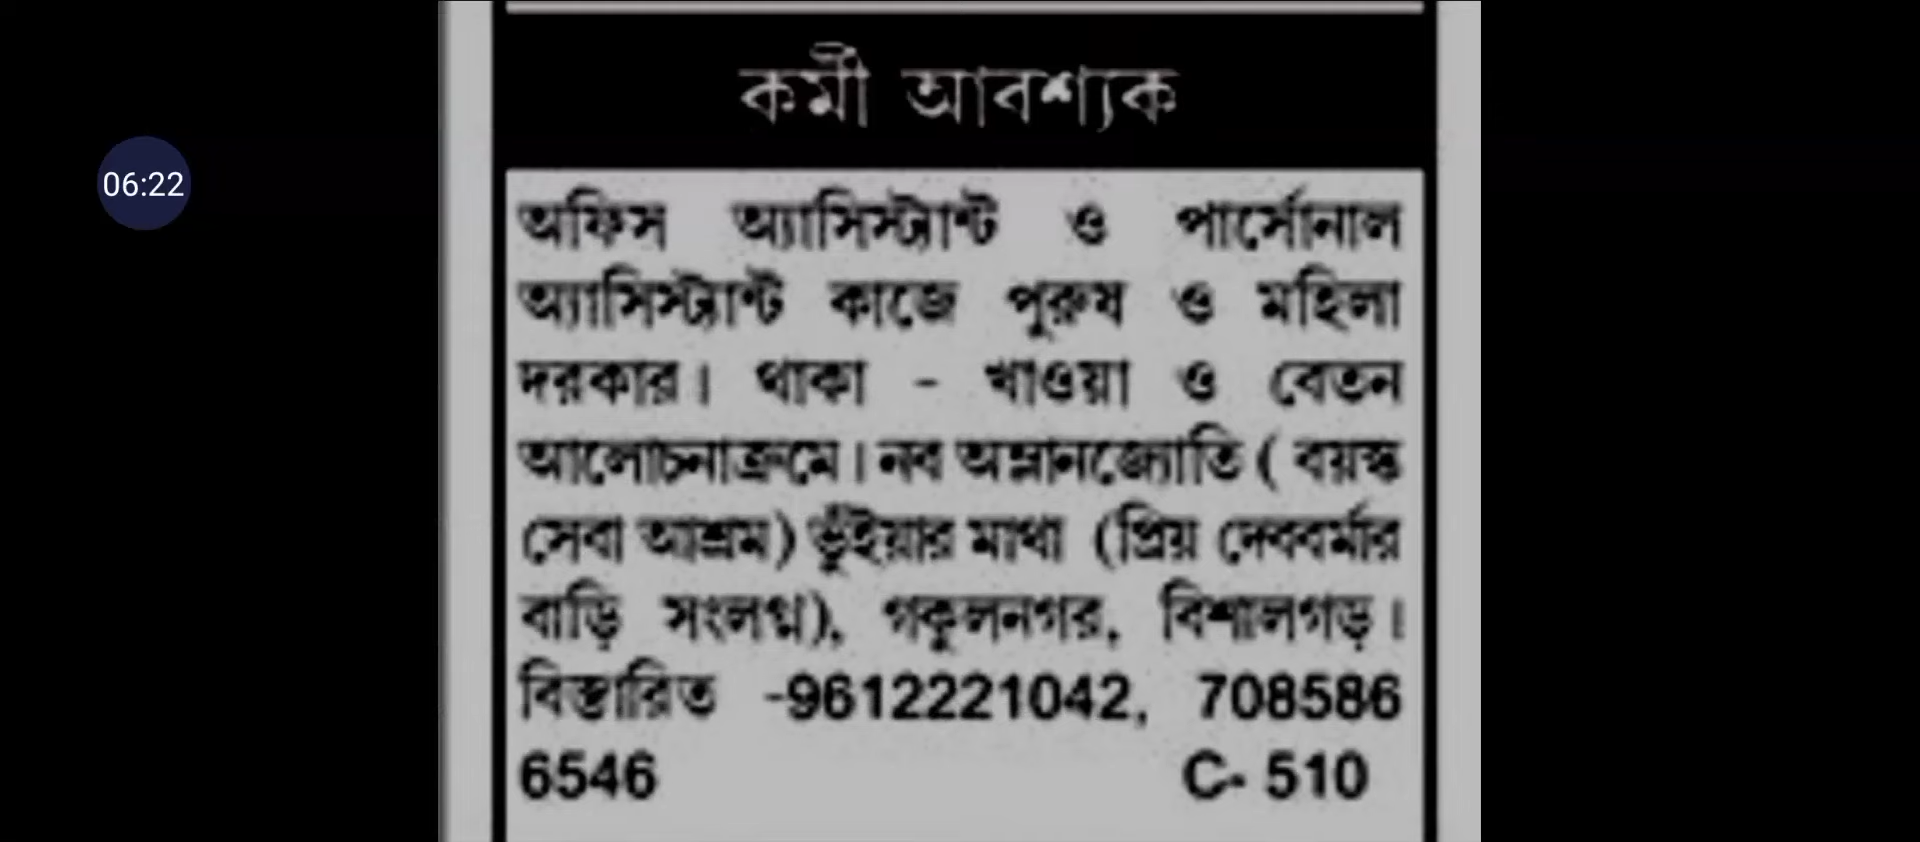 কর্মী আবশ্যক
06:22
অফিস অ্যাসিস্ট্যান্ট ও পার্সোনাল
অ্যাসিস্ট্যান্ট কাজে পুরুষ ও মহিলা
দরকার। থাকা - খাওয়া ও বেতন
আলোচনাক্রমে। নব অম্লানজ্যোতি ( বয়স্ক
সেবা আশ্রম) ভুঁইয়ার মাথা (প্রিয় দেববর্মার
বাড়ি সংলগ্ন), গকুলনগর, বিশালগড়।
বিস্তারিত -9612221042, 708586
6546 C- 510